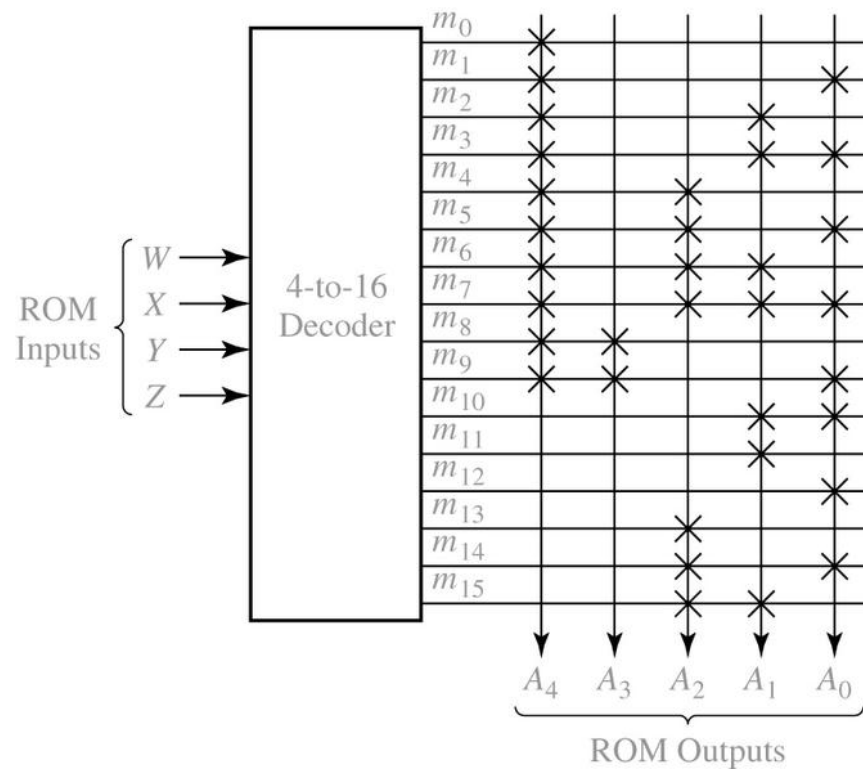 m₀
m₁
m₂
m₃
m₄
m₅
m₆
m₇
m₈
m₉
m₁₀
m₁₁
m₁₂
m₁₃
m₁₄
m₁₅
ROM
Inputs
W
X
Y
Z
4-to-16
Decoder
A₄ A₃ A₂ A₁ A₀
ROM Outputs